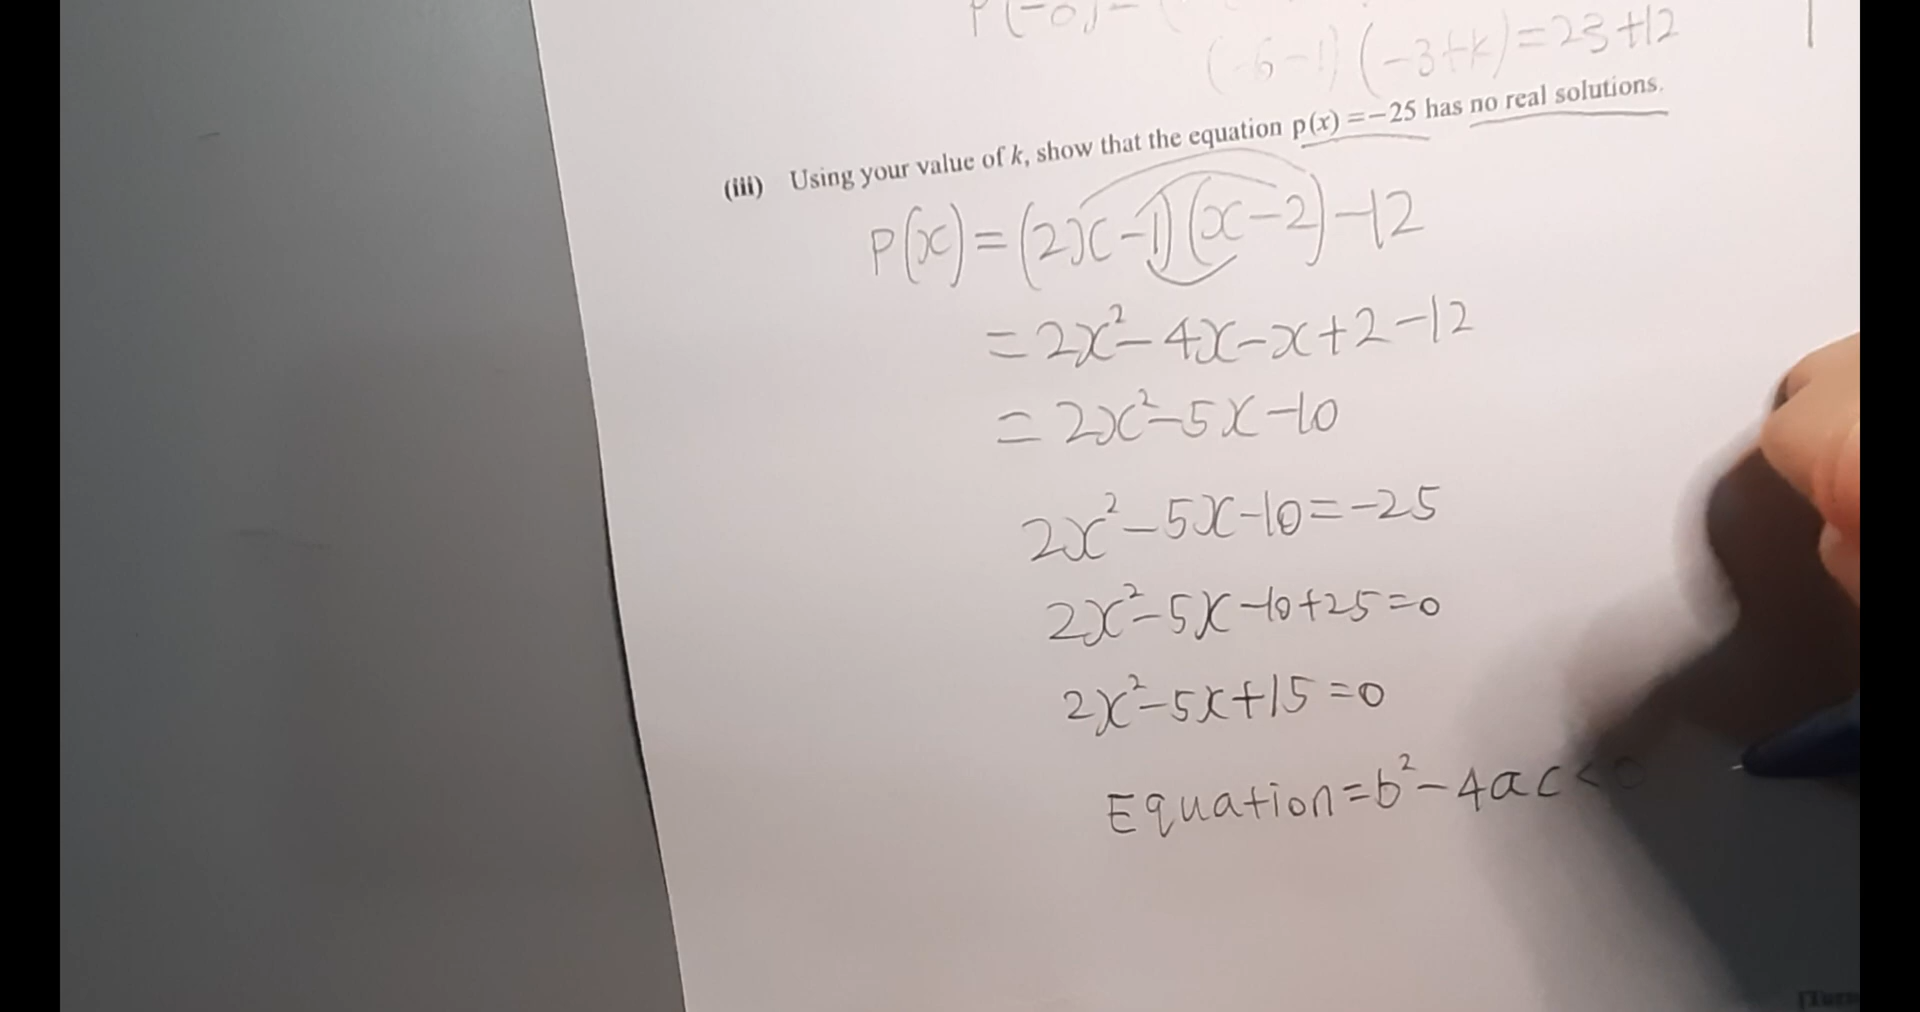 P(-
(-6-1)(-3+k)=23+12
(iii) Using your value of k, show that the equation p(x) =-25 has no real solutions.
P(x)=(2x-1)(x-2)-12
=2x²-4x-x+2-12
=2x²-5x-10
2x²-5x-10=-25
2x²-5x-10+25=0
2x²-5x+15=0
Equation=b²-4ac<0